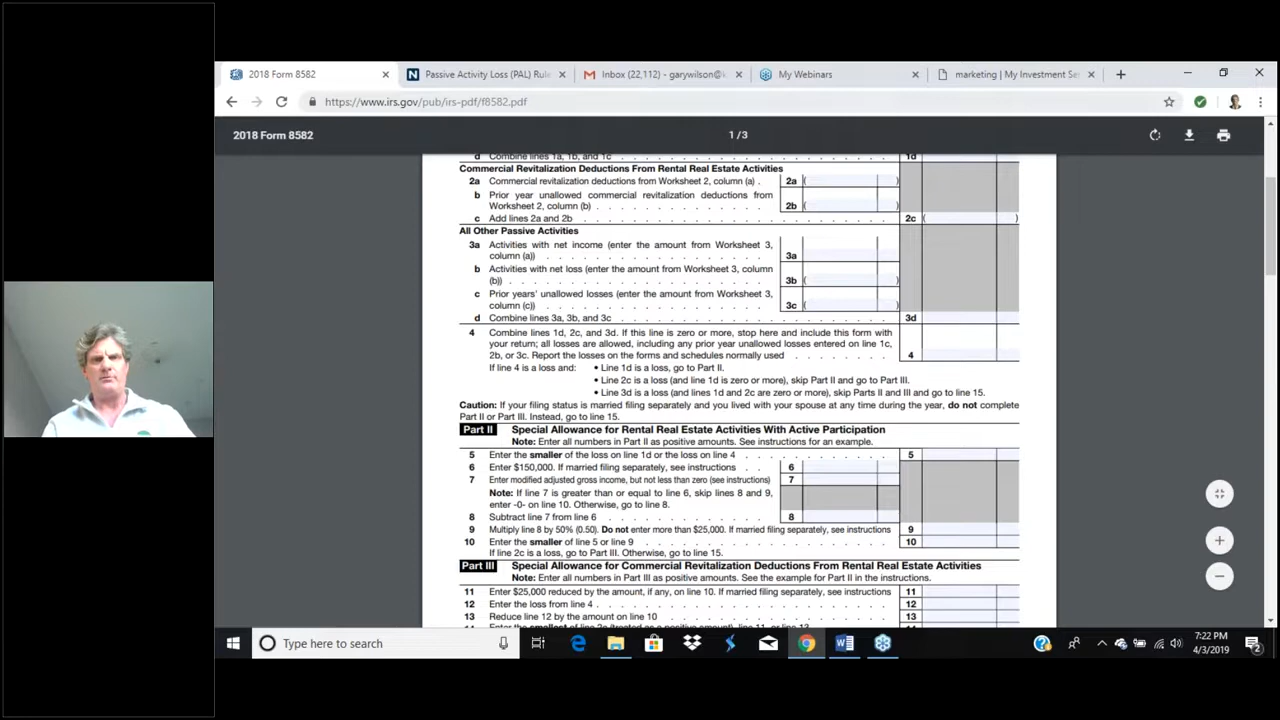 2018 Form 8582
Passive Activity Loss (PAL) Rule
Inbox (22,112) - garywilson@
My Webinars
marketing | My Investment Se
https://www.irs.gov/pub/irs-pdf/f8582.pdf
2018 Form 8582
1 / 3
d Combine lines 1a, 1b, and 1c 1d
Commercial Revitalization Deductions From Rental Real Estate Activities
2a Commercial revitalization deductions from Worksheet 2, column (a) . 2a (          )
b Prior year unallowed commercial revitalization deductions from
Worksheet 2, column (b) . . . . . . . . . . . . 2b (          )
c Add lines 2a and 2b . . . . . . . . . . . . . . . . . . . . 2c (          )
All Other Passive Activities
3a Activities with net income (enter the amount from Worksheet 3,
column (a)) . . . . . . . . . . . . . . 3a
b Activities with net loss (enter the amount from Worksheet 3, column
(b)) . . . . . . . . . . . . . . . . 3b (          )
c Prior years' unallowed losses (enter the amount from Worksheet 3,
column (c)) . . . . . . . . . . . . . . 3c (          )
d Combine lines 3a, 3b, and 3c . . . . . . . . . . . . . . . . . 3d
4 Combine lines 1d, 2c, and 3d. If this line is zero or more, stop here and include this form with
your return; all losses are allowed, including any prior year unallowed losses entered on line 1c,
2b, or 3c. Report the losses on the forms and schedules normally used . . . . . . . . 4
If line 4 is a loss and: • Line 1d is a loss, go to Part II.
• Line 2c is a loss (and line 1d is zero or more), skip Part II and go to Part III.
• Line 3d is a loss (and lines 1d and 2c are zero or more), skip Parts II and III and go to line 15.
Caution: If your filing status is married filing separately and you lived with your spouse at any time during the year, do not complete
Part II or Part III. Instead, go to line 15.
Part II Special Allowance for Rental Real Estate Activities With Active Participation
Note: Enter all numbers in Part II as positive amounts. See instructions for an example.
5 Enter the smaller of the loss on line 1d or the loss on line 4 . . . . . . . . . . . . 5
6 Enter $150,000. If married filing separately, see instructions . . 6
7 Enter modified adjusted gross income, but not less than zero (see instructions) 7
Note: If line 7 is greater than or equal to line 6, skip lines 8 and 9,
enter -0- on line 10. Otherwise, go to line 8.
8 Subtract line 7 from line 6 . . . . . . . . . . . 8
9 Multiply line 8 by 50% (0.50). Do not enter more than $25,000. If married filing separately, see instructions 9
10 Enter the smaller of line 5 or line 9 . . . . . . . . . . . . . . . . . 10
If line 2c is a loss, go to Part III. Otherwise, go to line 15.
Part III Special Allowance for Commercial Revitalization Deductions From Rental Real Estate Activities
Note: Enter all numbers in Part III as positive amounts. See the example for Part II in the instructions.
11 Enter $25,000 reduced by the amount, if any, on line 10. If married filing separately, see instructions 11
12 Enter the loss from line 4 . . . . . . . . . . . . . . . . . . . 12
13 Reduce line 12 by the amount on line 10 . . . . . . . . . . . . . . . 13
Type here to search
7:22 PM
4/3/2019
2